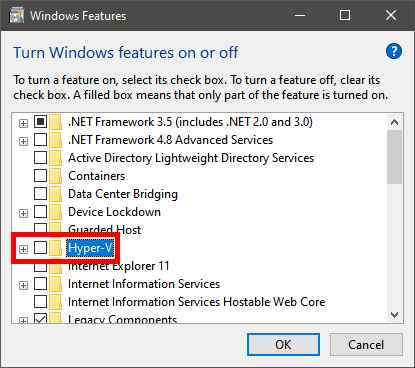 Windows Features
Turn Windows features on or off
To turn a feature on, select its check box. To turn a feature off, clear its
check box. A filled box means that only part of the feature is turned on.
.NET Framework 3.5 (includes .NET 2.0 and 3.0)
.NET Framework 4.8 Advanced Services
Active Directory Lightweight Directory Services
Containers
Data Center Bridging
Device Lockdown
Guarded Host
Hyper-V
Internet Explorer 11
Internet Information Services
Internet Information Services Hostable Web Core
Legacy Components
OK Cancel